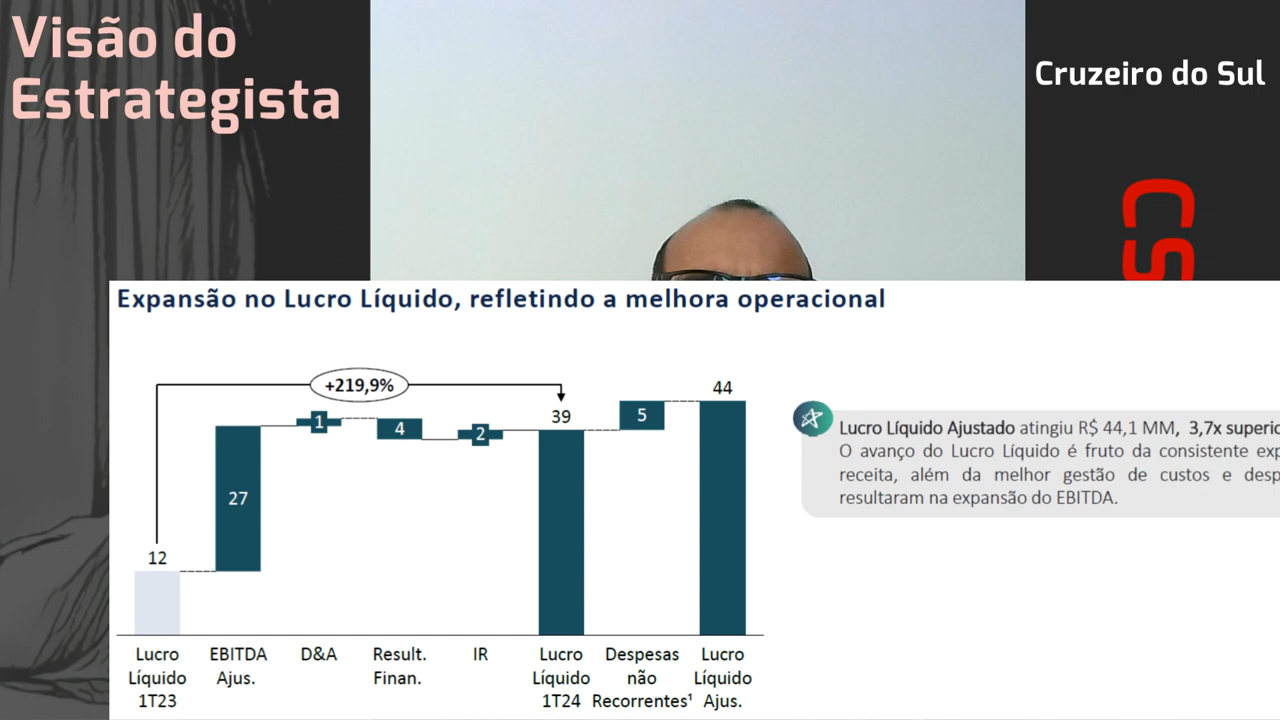 Visão do
Estrategista
Cruzeiro do Sul
CS
Expansão no Lucro Líquido, refletindo a melhora operacional
+219,9%
12
27
1
4
2
39
5
44
Lucro Líquido 1T23
EBITDA Ajus.
D&A
Result. Finan.
IR
Lucro Líquido 1T24
Despesas não Recorrentes¹
Lucro Líquido Ajus.
Lucro Líquido Ajustado atingiu R$ 44,1 MM, 3,7x
O avanço do Lucro Líquido é fruto da consistente
receita, além da melhor gestão de custos e
resultaram na expansão do EBITDA.